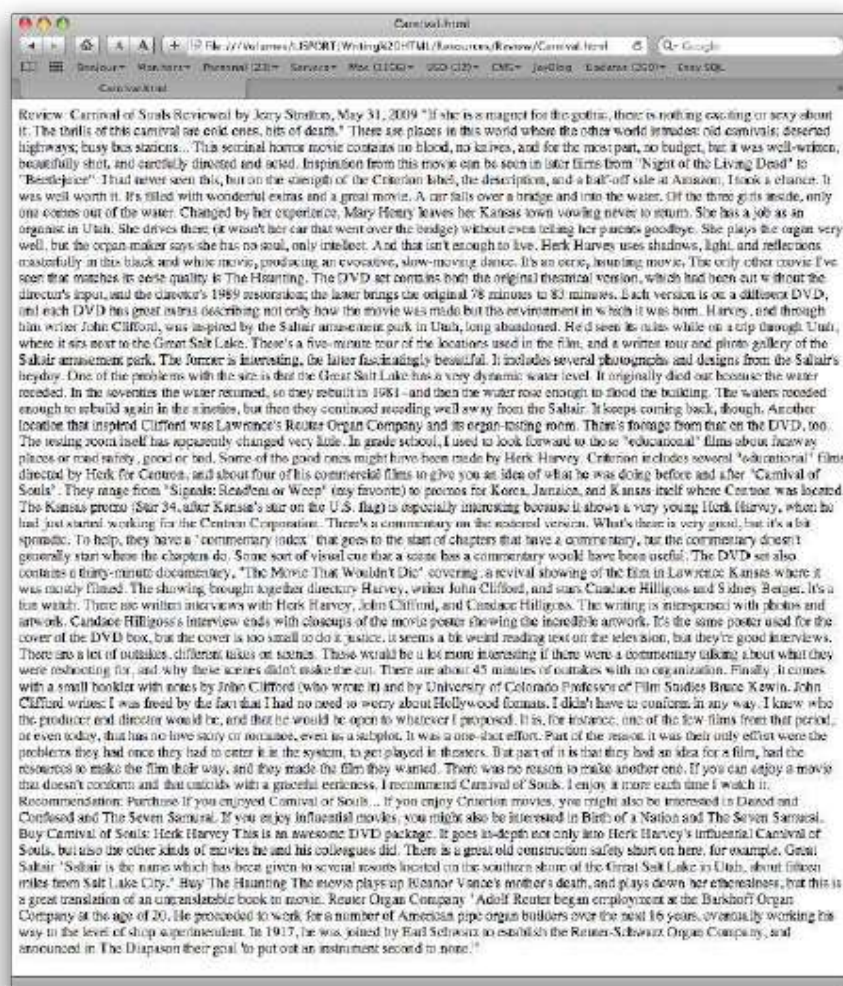 Carnival.html
A A + File:///Volumes/LISPORT/Writing%20HTML/Resources/Review/Carnival.html Google
Bonjour Monitors Personal (23) Servers Mac (1106) CMS JoyBlog Updates (260) Easy SQL
Carnival.html
Review: Carnival of Souls Reviewed by Jerry Stratton, May 31, 2009 "If she is a magnet for the gothic, there is nothing exciting or sexy about
it. The thrills of this carnival are cold ones, bits of death." There are places in this world where the other world intrudes: old carnivals; deserted
highways; busy bus stations... This seminal horror movie contains no blood, no knives, and for the most part, no budget, but it was well-written,
beautifully shot, and carefully directed and acted. Inspiration from this movie can be seen in later films from "Night of the Living Dead" to
"Beetlejuice". I had never seen this, but on the strength of the Criterion label, the description, and a half-off sale at Amazon, I took a chance. It
was well worth it. It's filled with wonderful extras and a great movie. A car falls over a bridge and into the water. Of the three girls inside, only
one comes out of the water. Changed by her experience, Mary Henry leaves her Kansas town vowing never to return. She has a job as an
organist in Utah. She drives there (it wasn't her car that went over the bridge) without even telling her parents goodbye. She plays the organ very
well, but the organ-maker says she has no soul, only intellect. And that isn't enough to live. Herk Harvey uses shadows, light, and reflections
masterfully in this black and white movie, producing an evocative, slow-moving dance. It's an eerie, haunting movie. The only other movie I've
seen that matches its eerie quality is The Haunting. The DVD set contains both the original theatrical version, which had been cut without the
director's input, and the director's 1989 restoration; the latter brings the original 78 minutes to 83 minutes. Each version is on a different DVD,
and each DVD has great extras describing not only how the movie was made but the environment in which it was born. Harvey, and through
him writer John Clifford, was inspired by the Saltair amusement park in Utah, long abandoned. He'd seen its ruins while on a trip through Utah,
where it sits next to the Great Salt Lake. There's a five-minute tour of the locations used in the film, and a written tour and photo gallery of the
Saltair amusement park. The former is interesting, the latter fascinatingly beautiful. It includes several photographs and designs from the Saltair's
heyday. One of the problems with the site is that the Great Salt Lake has a very dynamic water level. It originally died out because the water
receded. In the seventies the water returned, so they rebuilt in 1981–and then the water rose enough to flood the building. The waters receded
enough to rebuild again in the nineties, but then they continued receding well away from the Saltair. It keeps coming back, though. Another
location that inspired Clifford was Lawrence's Reuter Organ Company and its organ-testing room. There's footage from that on the DVD, too.
The testing room itself has apparently changed very little. In grade school, I used to look forward to those "educational" films about faraway
places or road safety, good or bad. Some of the good ones might have been made by Herk Harvey. Criterion includes several "educational" films
directed by Herk for Centron, and about four of his commercial films to give you an idea of what he was doing before and after "Carnival of
Souls". They range from "Signals: Read'em or Weep" (my favorite) to promos for Korea, Jamaica, and Kansas itself where Centron was located.
The Kansas promo (Star 34, after Kansas's star on the U.S. flag) is especially interesting because it shows a very young Herk Harvey, when he
had just started working for the Centron Corporation. There's a commentary on the restored version. What's there is very good, but it's a bit
sporadic. To help, they have a "commentary index" that goes to the start of chapters that have a commentary, but the commentary doesn't
generally start where the chapters do. Some sort of visual cue that a scene has a commentary would have been useful. The DVD set also
contains a thirty-minute documentary, "The Movie That Wouldn't Die" covering, a revival showing of the film in Lawrence Kansas where it
was mostly filmed. The showing brought together directory Harvey, writer John Clifford, and stars Candace Hilligoss and Sidney Berger. It's a
fun watch. There are written interviews with Herk Harvey, John Clifford, and Candace Hilligoss. The writing is interspersed with photos and
artwork. Candace Hilligoss's interview ends with closeups of the movie poster showing the incredible artwork. It's the same poster used for the
cover of the DVD box, but the cover is too small to do it justice. it seems a bit weird reading text on the television, but they're good interviews.
There are a lot of outtakes, different takes on scenes. These would be a lot more interesting if there were a commentary talking about what they
were reshooting for, and why these scenes didn't make the cut. There are about 45 minutes of outtakes with no organization. Finally, it comes
with a small booklet with notes by John Clifford (who wrote it) and by University of Colorado Professor of Film Studies Bruce Kawin. John
Clifford writes: I was freed by the fact that I had no need to worry about Hollywood formats. I didn't have to conform in any way. I knew who
the producer and director would be, and that he would be open to whatever I proposed. It is, for instance, one of the few films from that period,
or even today, that has no love story or romance, even as a subplot. It was a one-shot effort. Part of the reason it was their only effort were the
problems they had once they had to enter it in the system, to get played in theaters. But part of it is that they had an idea for a film, had the
resources to make the film their way, and they made the film they wanted. There was no reason to make another one. If you can enjoy a movie
that doesn't conform and that unfolds with a graceful eeriness, I recommend Carnival of Souls. I enjoy it more each time I watch it.
Recommendation: Purchase If you enjoyed Carnival of Souls... If you enjoy Criterion movies, you might also be interested in Dazed and
Confused and The Seven Samurai. If you enjoy influential movies, you might also be interested in Birth of a Nation and The Seven Samurai.
Buy Carnival of Souls: Herk Harvey This is an awesome DVD package. It goes in-depth not only into Herk Harvey's influential Carnival of
Souls, but also the other kinds of movies he and his colleagues did. There is a great old construction safety short on here, for example. Great
Saltair "Saltair is the name which has been given to several resorts located on the southern shore of the Great Salt Lake in Utah, about fifteen
miles from Salt Lake City." Buy The Haunting The movie plays up Eleanor Vance's mother's death, and plays down her etherealness, but this is
a great translation of an untranslatable book to movie. Reuter Organ Company "Adolf Reuter began employment at the Barkhoff Organ
Company at the age of 20. He proceeded to work for a number of American pipe organ builders over the next 16 years, eventually working his
way to the level of shop superintendent. In 1917, he was joined by Earl Schwarz to establish the Reuter-Schwarz Organ Company, and
announced in The Diapason their goal 'to put out an instrument second to none.'"